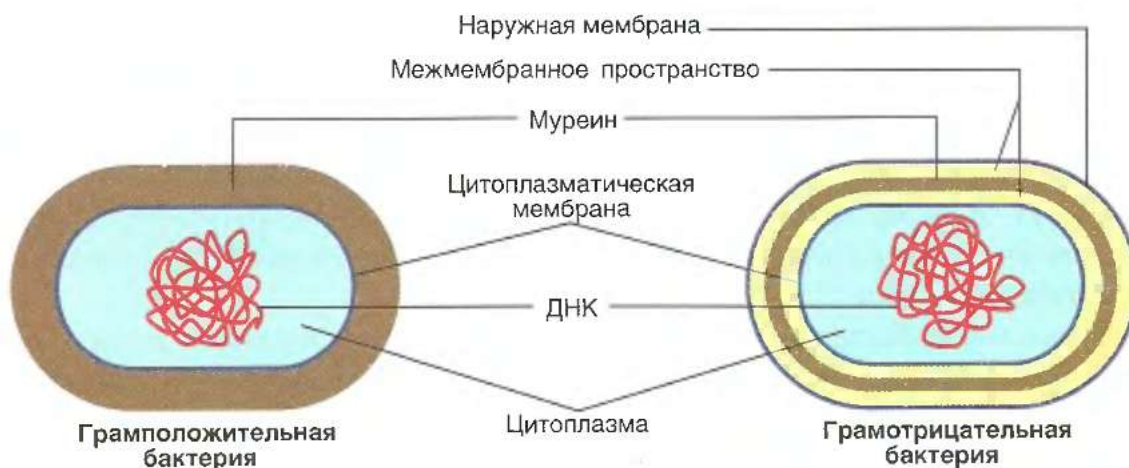 Наружная мембрана
Межмембранное пространство
Муреин
Цитоплазматическая
мембрана
ДНК
Цитоплазма
Грамположительная
бактерия
Грамотрицательная
бактерия